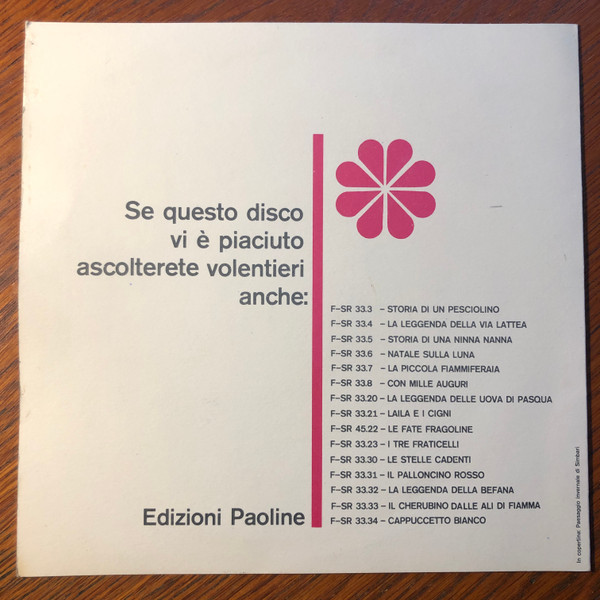 Se questo disco
vi è piaciuto
ascolterete volentieri
anche:
F-SR 33.3 - STORIA DI UN PESCIOLINO
F-SR 33.4 - LA LEGGENDA DELLA VIA LATTEA
F-SR 33.5 - STORIA DI UNA NINNA NANNA
F-SR 33.6 - NATALE SULLA LUNA
F-SR 33.7 - LA PICCOLA FIAMMIFERAIA
F-SR 33.8 - CON MILLE AUGURI
F-SR 33.20 - LA LEGGENDA DELLE UOVA DI PASQUA
F-SR 33.21 - LAILA E I CIGNI
F-SR 45.22 - LE FATE FRAGOLINE
F-SR 33.23 - I TRE FRATICELLI
F-SR 33.30 - LE STELLE CADENTI
F-SR 33.31 - IL PALLONCINO ROSSO
F-SR 33.32 - LA LEGGENDA DELLA BEFANA
F-SR 33.33 - IL CHERUBINO DALLE ALI DI FIAMMA
F-SR 33.34 - CAPPUCCETTO BIANCO
Edizioni Paoline
In copertina: Paesaggio invernale di Simbari